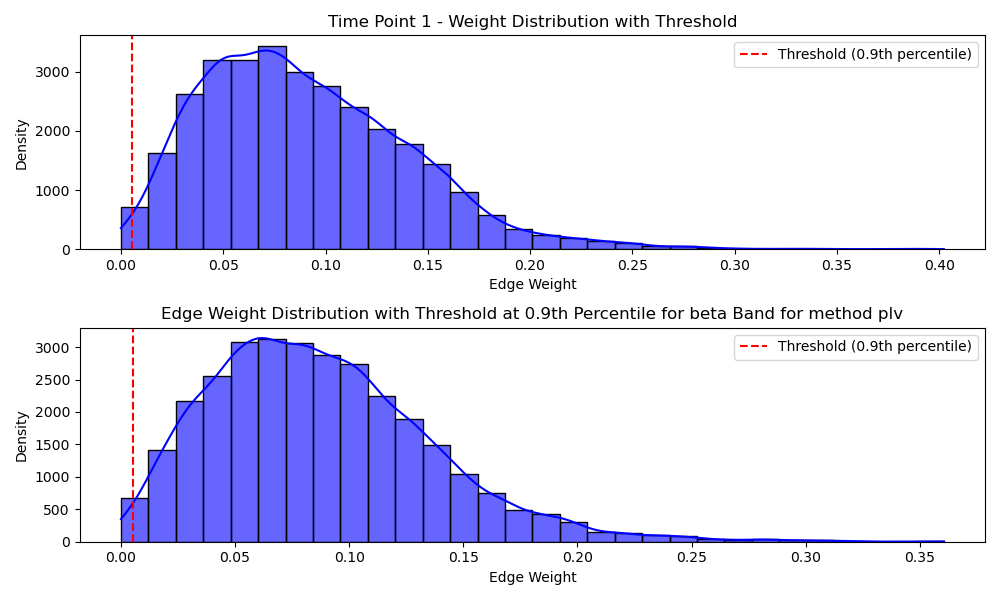 Time Point 1 - Weight Distribution with Threshold
Threshold (0.9th percentile)
Density
3000
2000
1000
0
0.00 0.05 0.10 0.15 0.20 0.25 0.30 0.35 0.40
Edge Weight
Edge Weight Distribution with Threshold at 0.9th Percentile for beta Band for method plv
Threshold (0.9th percentile)
Density
3000
2500
2000
1500
1000
500
0
0.00 0.05 0.10 0.15 0.20 0.25 0.30 0.35
Edge Weight